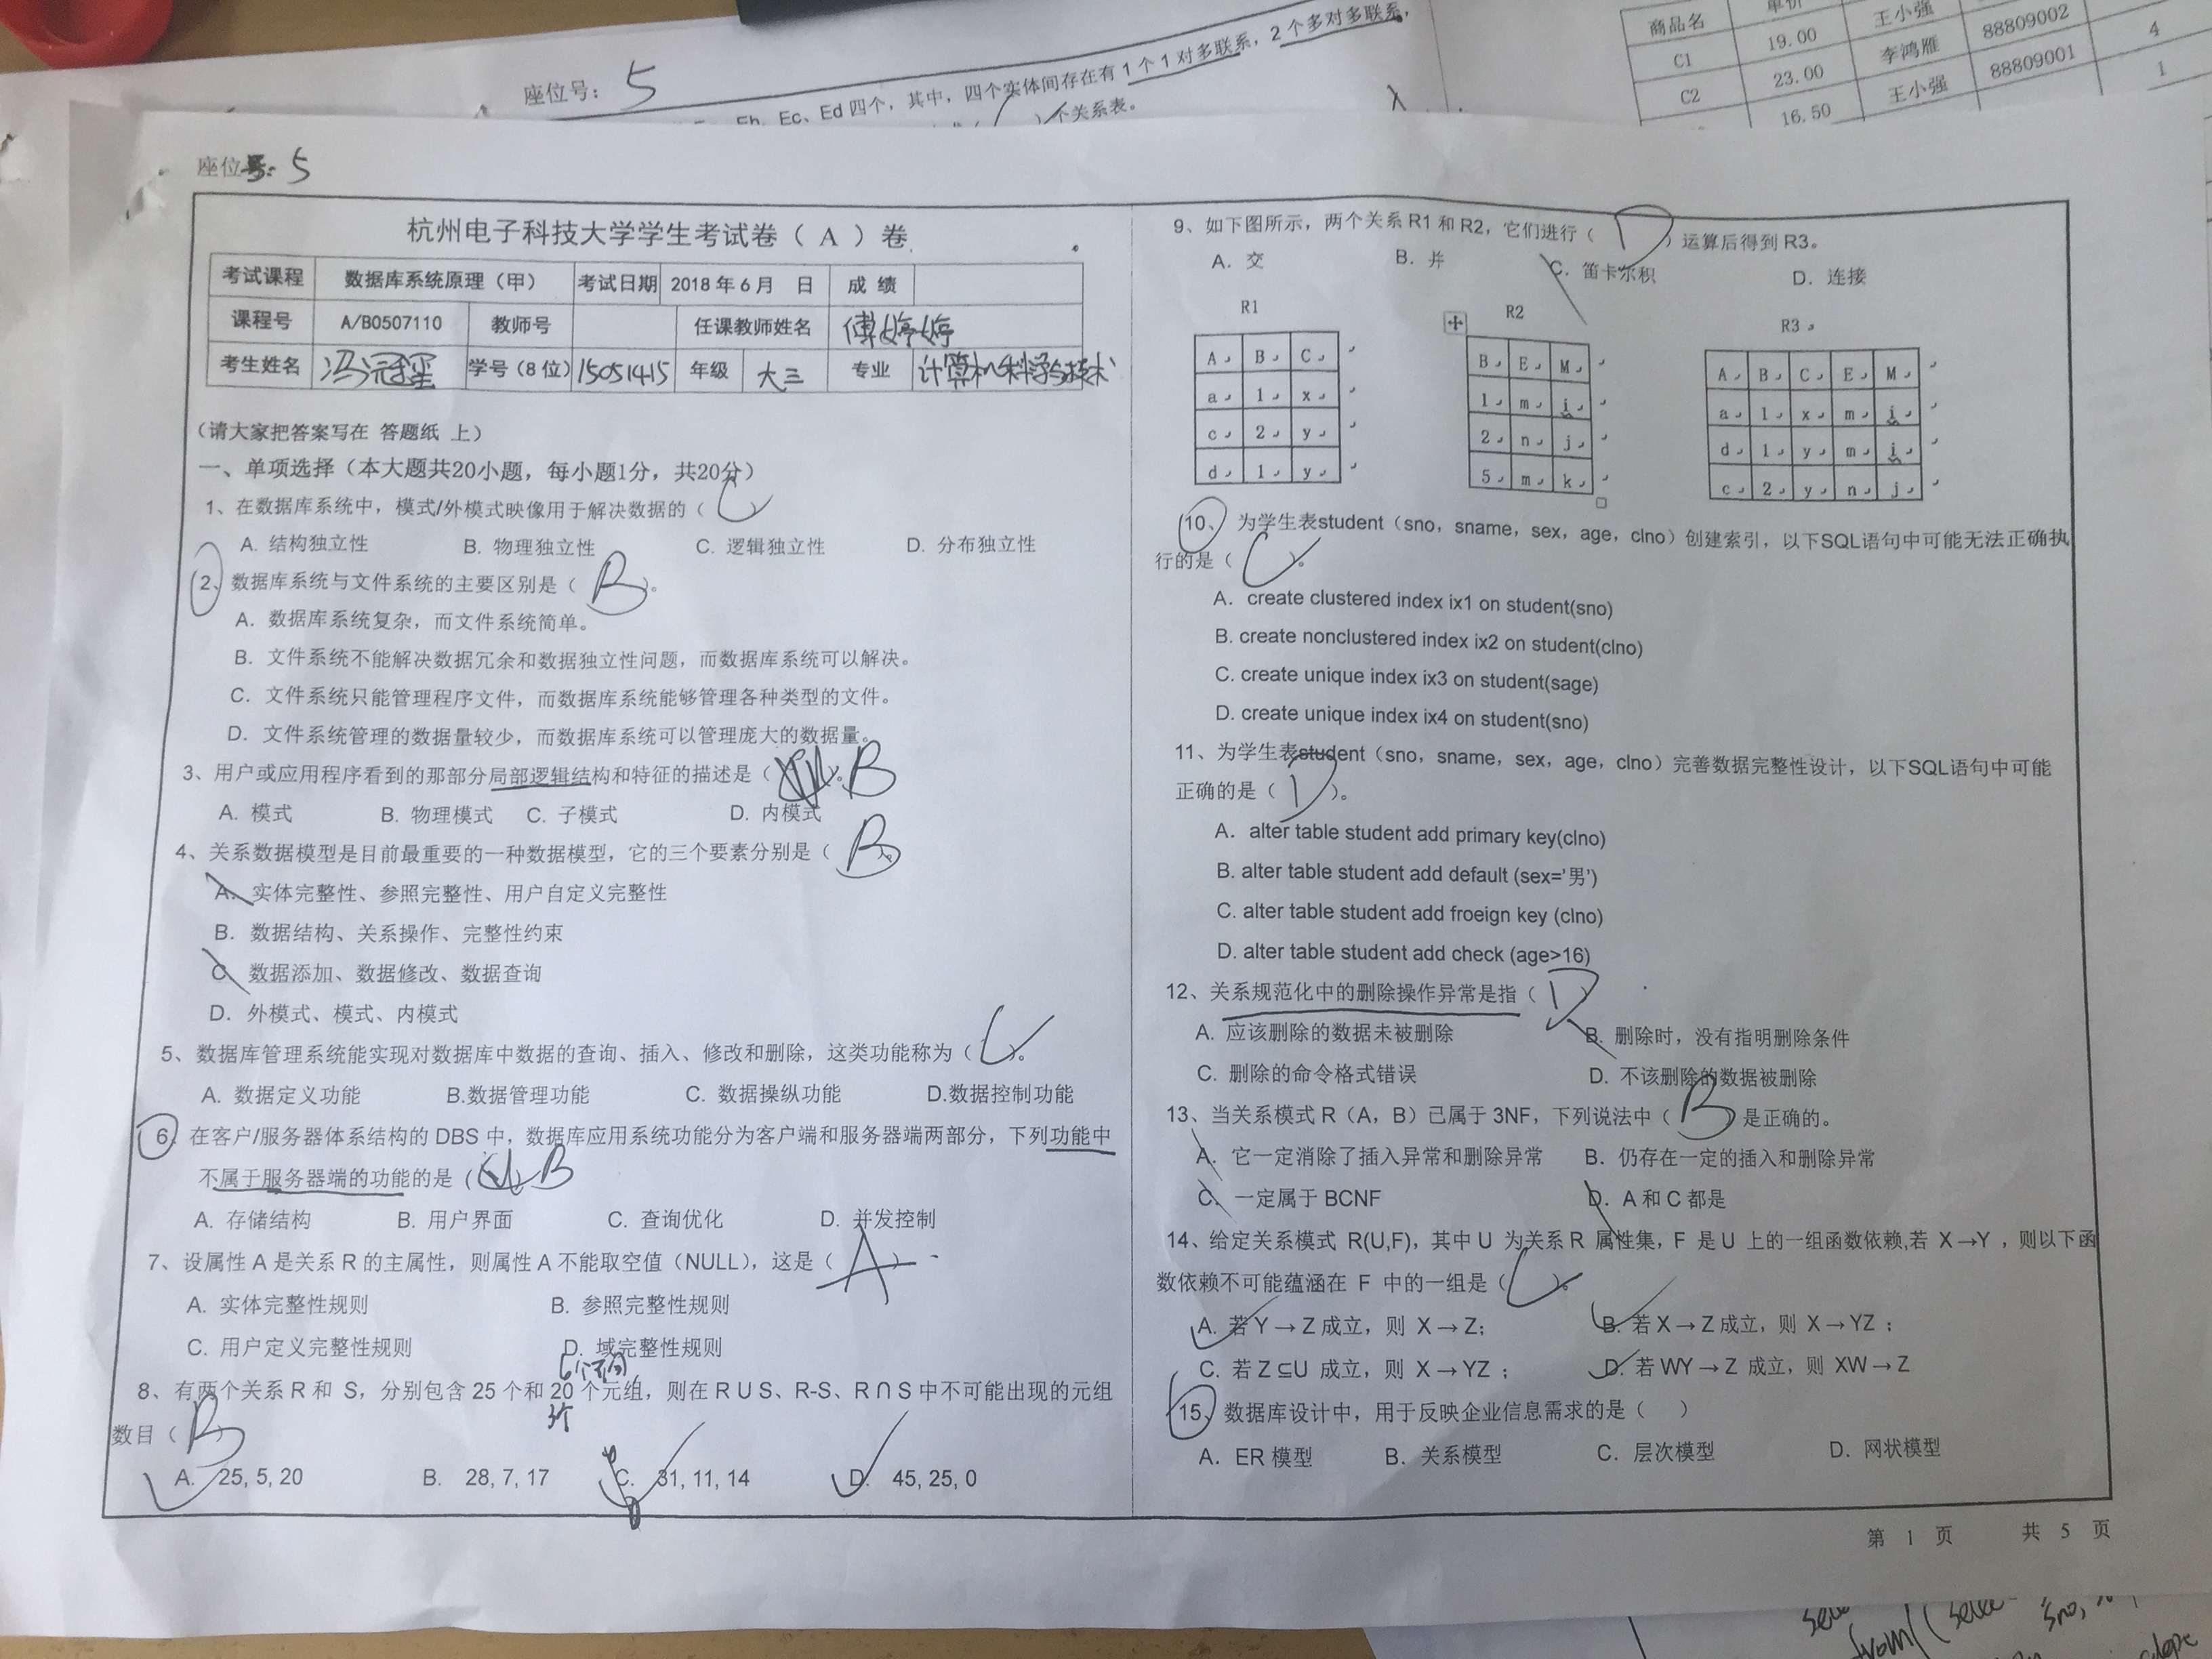 座位号: 5
杭州电子科技大学学生考试卷（ A ）卷
考试课程 数据库系统原理（甲） 考试日期 2018年6月 日 成绩
课程号 A/B0507110 教师号 任课教师姓名
考生姓名 学号（8位） 15051415 年级 大三 专业 计算机科学与技术
（请大家把答案写在 答题纸 上）
一、单项选择（本大题共20小题，每小题1分，共20分）
1、在数据库系统中，模式/外模式映像用于解决数据的（ C ）
A. 结构独立性 B. 物理独立性 C. 逻辑独立性 D. 分布独立性
2、数据库系统与文件系统的主要区别是（ B ）。
A. 数据库系统复杂，而文件系统简单。
B. 文件系统不能解决数据冗余和数据独立性问题，而数据库系统可以解决。
C. 文件系统只能管理程序文件，而数据库系统能够管理各种类型的文件。
D. 文件系统管理的数据量较少，而数据库系统可以管理庞大的数据量。
3、用户或应用程序看到的那部分局部逻辑结构和特征的描述是（ B
A. 模式 B. 物理模式 C. 子模式 D. 内模式
4、关系数据模型是目前最重要的一种数据模型，它的三个要素分别是（ B ）
A. 实体完整性、参照完整性、用户自定义完整性
B. 数据结构、关系操作、完整性约束
C. 数据添加、数据修改、数据查询
D. 外模式、模式、内模式
5、数据库管理系统能实现对数据库中数据的查询、插入、修改和删除，这类功能称为（ C ）。
A. 数据定义功能 B.数据管理功能 C. 数据操纵功能 D.数据控制功能
6、在客户/服务器体系结构的 DBS 中，数据库应用系统功能分为客户端和服务器端两部分，下列功能中
不属于服务器端的功能的是（ B
A. 存储结构 B. 用户界面 C. 查询优化 D. 并发控制
7、设属性 A 是关系 R 的主属性，则属性 A 不能取空值（NULL），这是（ A ）
A. 实体完整性规则 B. 参照完整性规则
C. 用户定义完整性规则 D. 域完整性规则
8、有两个关系 R 和 S，分别包含 25 个和 20 个元组，则在 R∪S、R-S、R∩S 中不可能出现的元组
数目（ B ）
A. 25, 5, 20 B. 28, 7, 17 C. 31, 11, 14 D. 45, 25, 0
9、如下图所示，两个关系 R1 和 R2，它们进行（ D ）运算后得到 R3。
A. 交 B. 并 C. 笛卡尔积 D. 连接
R1 R2 R3
A B C B E M A B C E M
a 1 x 1 m i a 1 x m i
c 2 y 2 n j d 1 y m i
d 1 y 5 m k c 2 y n j
10、为学生表student（sno，sname，sex，age，clno）创建索引，以下SQL语句中可能无法正确执
行的是（ C ）。
A. create clustered index ix1 on student(sno)
B. create nonclustered index ix2 on student(clno)
C. create unique index ix3 on student(sage)
D. create unique index ix4 on student(sno)
11、为学生表student（sno，sname，sex，age，clno）完善数据完整性设计，以下SQL语句中可能
正确的是（ D ）。
A. alter table student add primary key(clno)
B. alter table student add default (sex='男')
C. alter table student add froeign key (clno)
D. alter table student add check (age>16)
12、关系规范化中的删除操作异常是指（ D ）
A. 应该删除的数据未被删除 B. 删除时，没有指明删除条件
C. 删除的命令格式错误 D. 不该删除的数据被删除
13、当关系模式 R（A，B）已属于 3NF，下列说法中（ B ）是正确的。
A. 它一定消除了插入异常和删除异常 B. 仍存在一定的插入和删除异常
C. 一定属于 BCNF D. A 和 C 都是
14、给定关系模式 R(U,F)，其中 U 为关系 R 属性集，F 是 U 上的一组函数依赖,若 X→Y，则以下函
数依赖不可能蕴涵在 F 中的一组是（ C ）。
A. 若 Y→Z 成立，则 X→Z； B. 若 X→Z 成立，则 X→YZ；
C. 若 Z⊆U 成立，则 X→YZ； D. 若 WY→Z 成立，则 XW→Z
15、数据库设计中，用于反映企业信息需求的是（ ）
A. ER 模型 B. 关系模型 C. 层次模型 D. 网状模型
第 1 页 共 5 页
座位号: 5
Ec、Ed 四个，其中，四个实体间存在有 1 个 1 对多联系，2 个多对多联系，
个关系表。
商品名 单价
C1 19.00 王小强 88809002 4
C2 23.00 李鸿雁 88809001 1
16.50 王小强